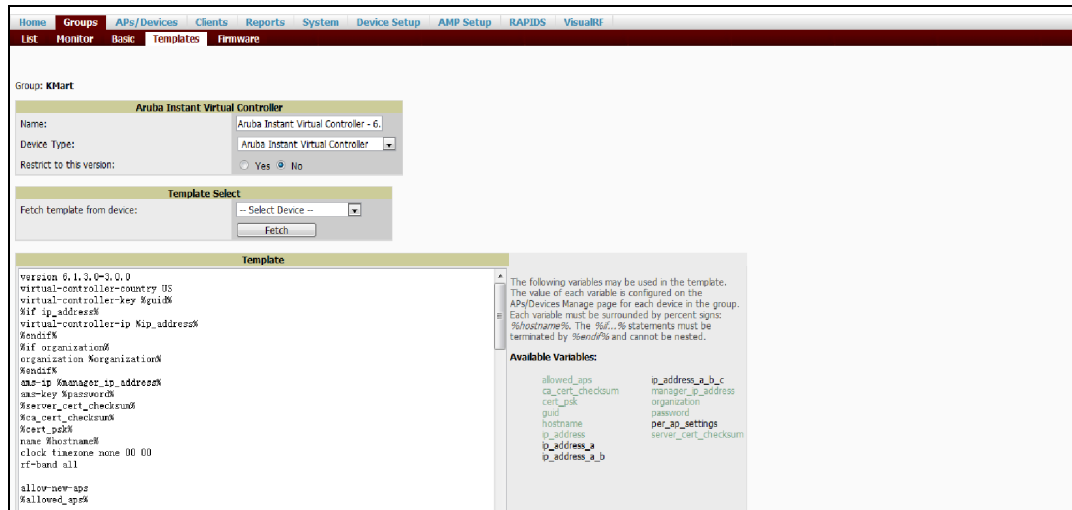 Home Groups APs/Devices Clients Reports System Device Setup AMP Setup RAPIDS VisualRF
List Monitor Basic Templates Firmware
Group: KMart
Aruba Instant Virtual Controller
Name: Aruba Instant Virtual Controller - 6.
Device Type: Aruba Instant Virtual Controller
Restrict to this version: Yes No
Template Select
Fetch template from device: -- Select Device --
Fetch
Template
version 6.1.3.0-3.0.0
virtual-controller-country US
virtual-controller-key %guid%
%if ip_address%
virtual-controller-ip %ip_address%
%endif%
%if organization%
organization %organization%
%endif%
ams-ip %manager_ip_address%
ams-key %password%
%server_cert_checksum%
%ca_cert_checksum%
%cert_psk%
name %hostname%
clock timezone none 00 00
rf-band all
allow-new-aps
%allowed_aps%
The following variables may be used in the template.
The value of each variable is configured on the
APs/Devices Manage page for each device in the group.
Each variable must be surrounded by percent signs:
%hostname%. The %if...% statements must be
terminated by %endif% and cannot be nested.
Available Variables:
allowed_aps
ca_cert_checksum
cert_psk
guid
hostname
ip_address
ip_address_a
ip_address_a_b
ip_address_a_b_c
manager_ip_address
organization
password
per_ap_settings
server_cert_checksum